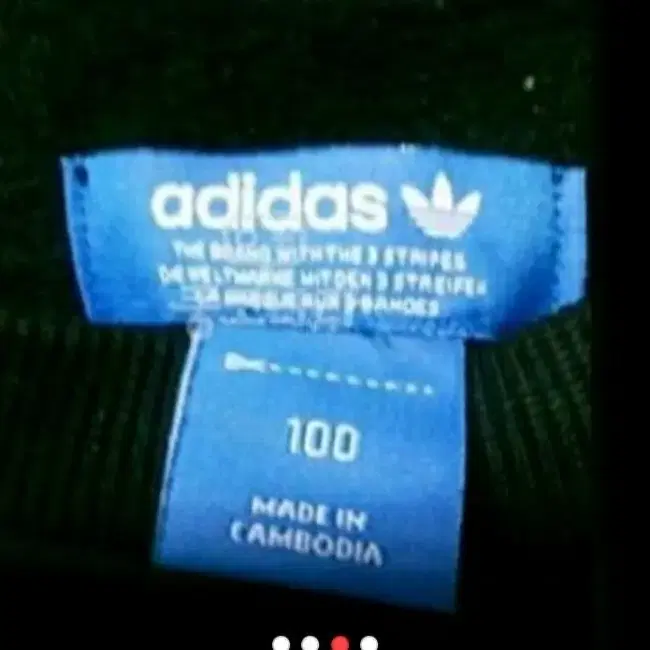 adidas
THE BRAND WITH THE 3 STRIPES
DIE WELTMARKE MIT DEN 3 STREIFEN
LA MARQUE AUX 3 BANDES
100
MADE IN
CAMBODIA